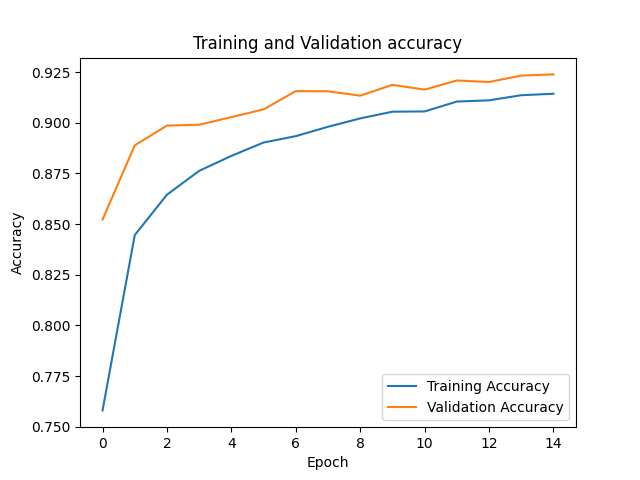 Training and Validation accuracy
0.925
0.900
0.875
0.850
0.825
0.800
0.775
0.750
Accuracy
0 2 4 6 8 10 12 14
Epoch
Training Accuracy
Validation Accuracy